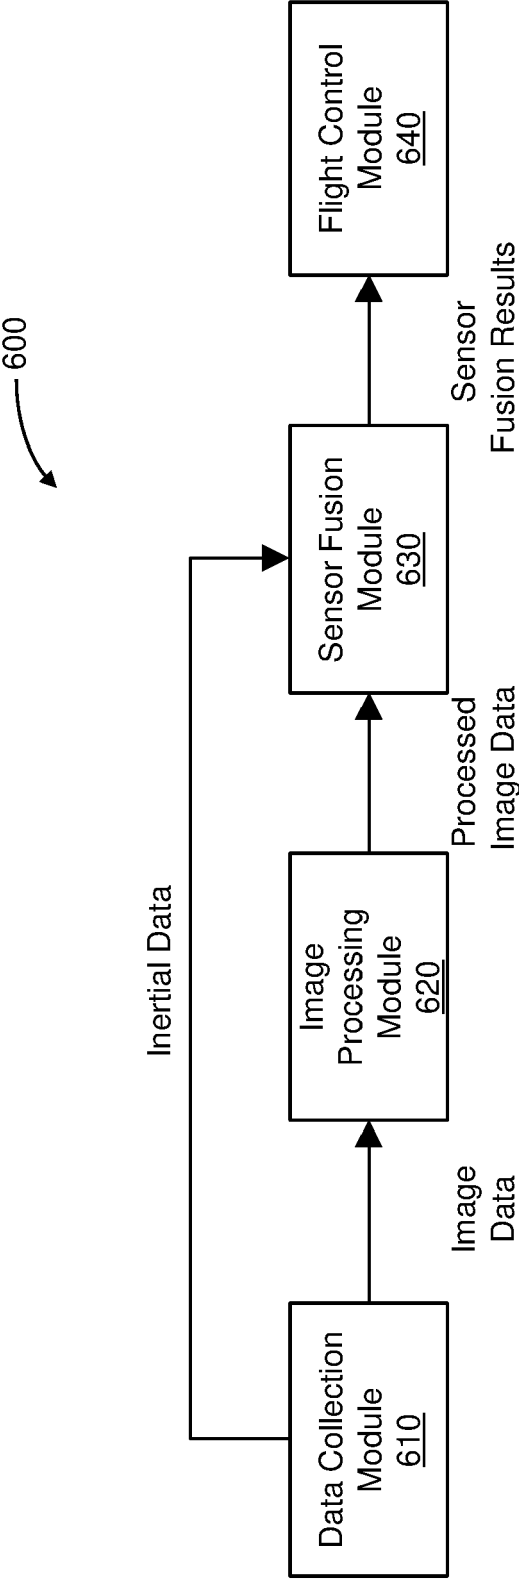 600
Inertial Data
Data Collection
Module
610
Image
Data
Image
Processing
Module
620
Processed
Image Data
Sensor Fusion
Module
630
Sensor
Fusion Results
Flight Control
Module
640